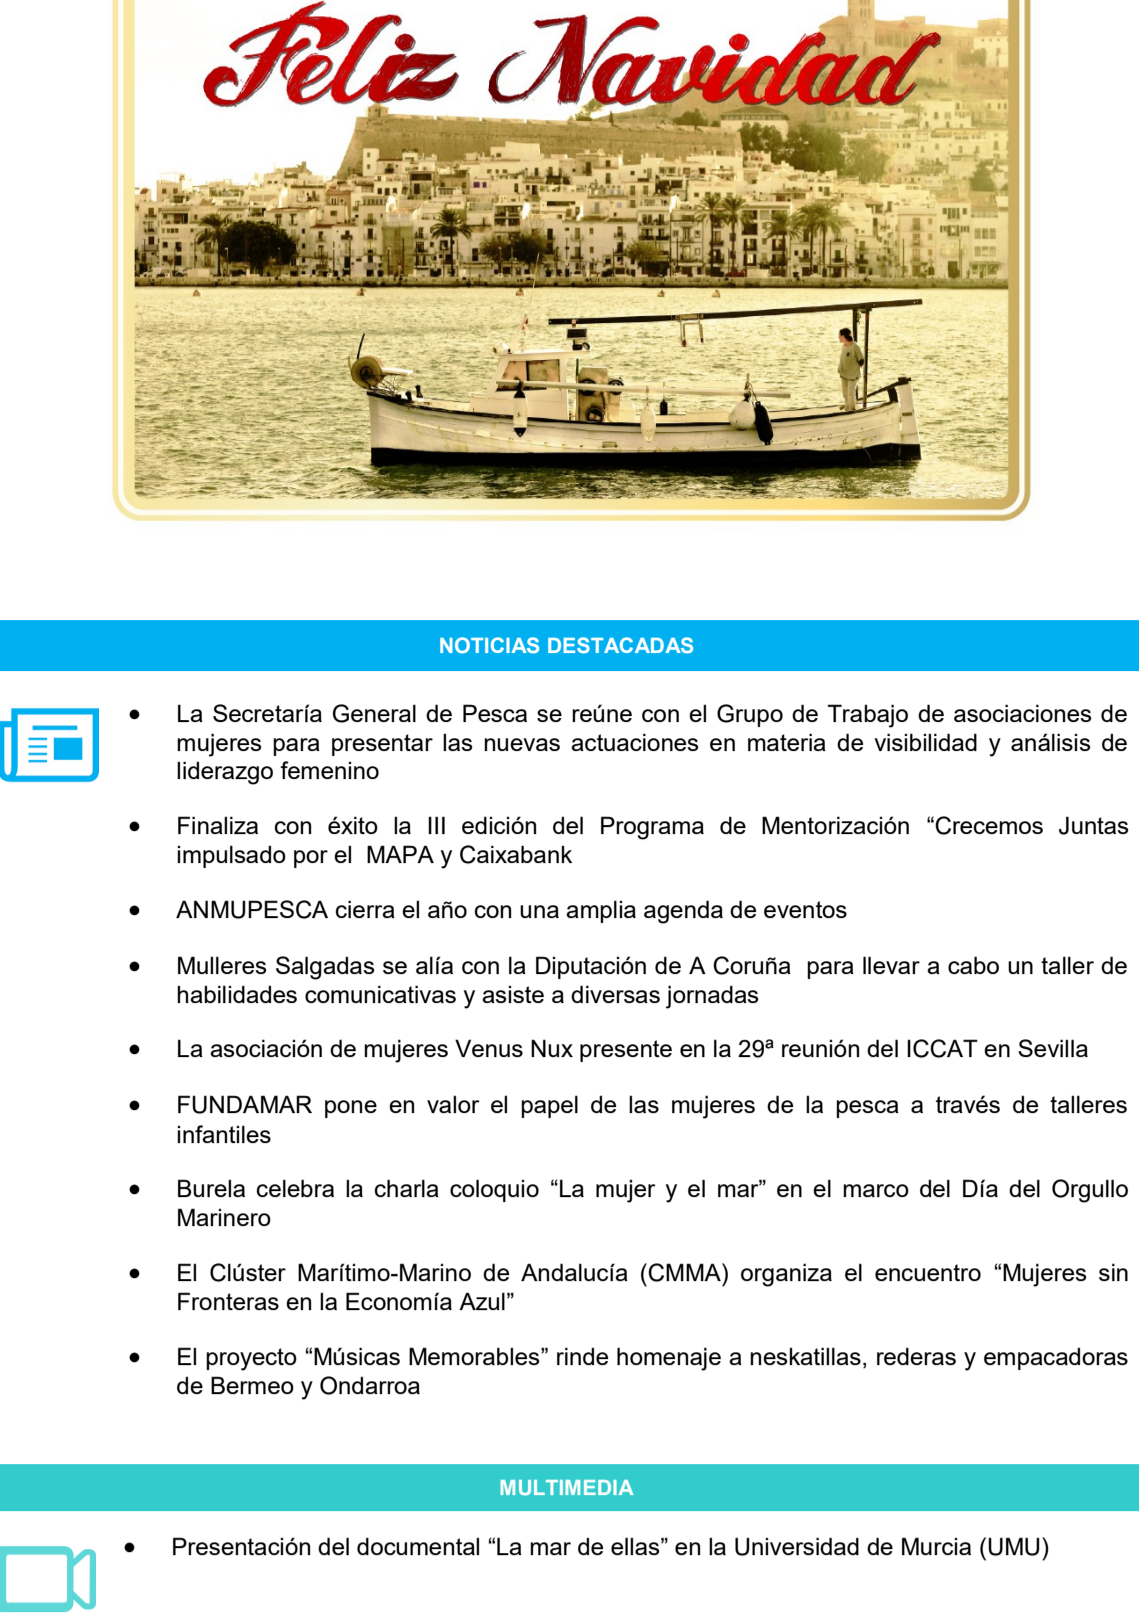 Feliz Navidad
NOTICIAS DESTACADAS
• La Secretaría General de Pesca se reúne con el Grupo de Trabajo de asociaciones de
mujeres para presentar las nuevas actuaciones en materia de visibilidad y análisis de
liderazgo femenino
• Finaliza con éxito la III edición del Programa de Mentorización “Crecemos Juntas
impulsado por el  MAPA y Caixabank
• ANMUPESCA cierra el año con una amplia agenda de eventos
• Mulleres Salgadas se alía con la Diputación de A Coruña  para llevar a cabo un taller de
habilidades comunicativas y asiste a diversas jornadas
• La asociación de mujeres Venus Nux presente en la 29ª reunión del ICCAT en Sevilla
• FUNDAMAR pone en valor el papel de las mujeres de la pesca a través de talleres
infantiles
• Burela celebra la charla coloquio “La mujer y el mar” en el marco del Día del Orgullo
Marinero
• El Clúster Marítimo-Marino de Andalucía (CMMA) organiza el encuentro “Mujeres sin
Fronteras en la Economía Azul”
• El proyecto “Músicas Memorables” rinde homenaje a neskatillas, rederas y empacadoras
de Bermeo y Ondarroa
MULTIMEDIA
• Presentación del documental “La mar de ellas” en la Universidad de Murcia (UMU)